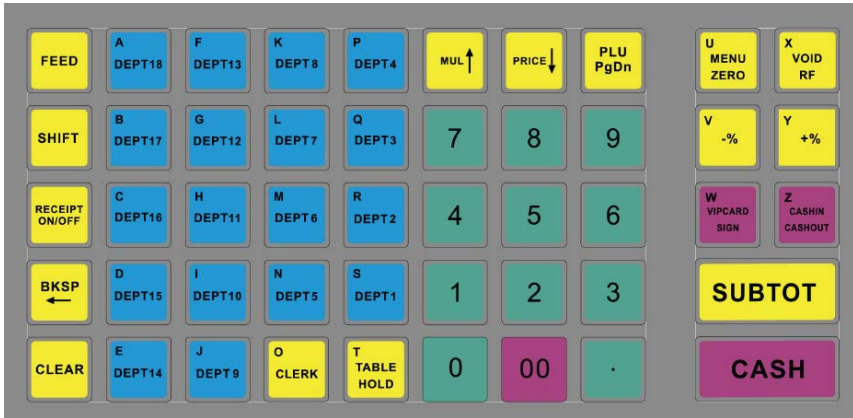 FEED
A
DEPT18
F
DEPT13
K
DEPT8
P
DEPT4
MUL↑
PRICE↓
PLU
PgDn
U
MENU
ZERO
X
VOID
RF
SHIFT
B
DEPT17
G
DEPT12
L
DEPT7
Q
DEPT3
7
8
9
V
-%
Y
+%
RECEIPT
ON/OFF
C
DEPT16
H
DEPT11
M
DEPT6
R
DEPT2
4
5
6
W
VIPCARD
SIGN
Z
CASHIN
CASHOUT
BKSP
←
D
DEPT15
I
DEPT10
N
DEPT5
S
DEPT1
1
2
3
SUBTOT
CLEAR
E
DEPT14
J
DEPT9
O
CLERK
T
TABLE
HOLD
0
00
.
CASH